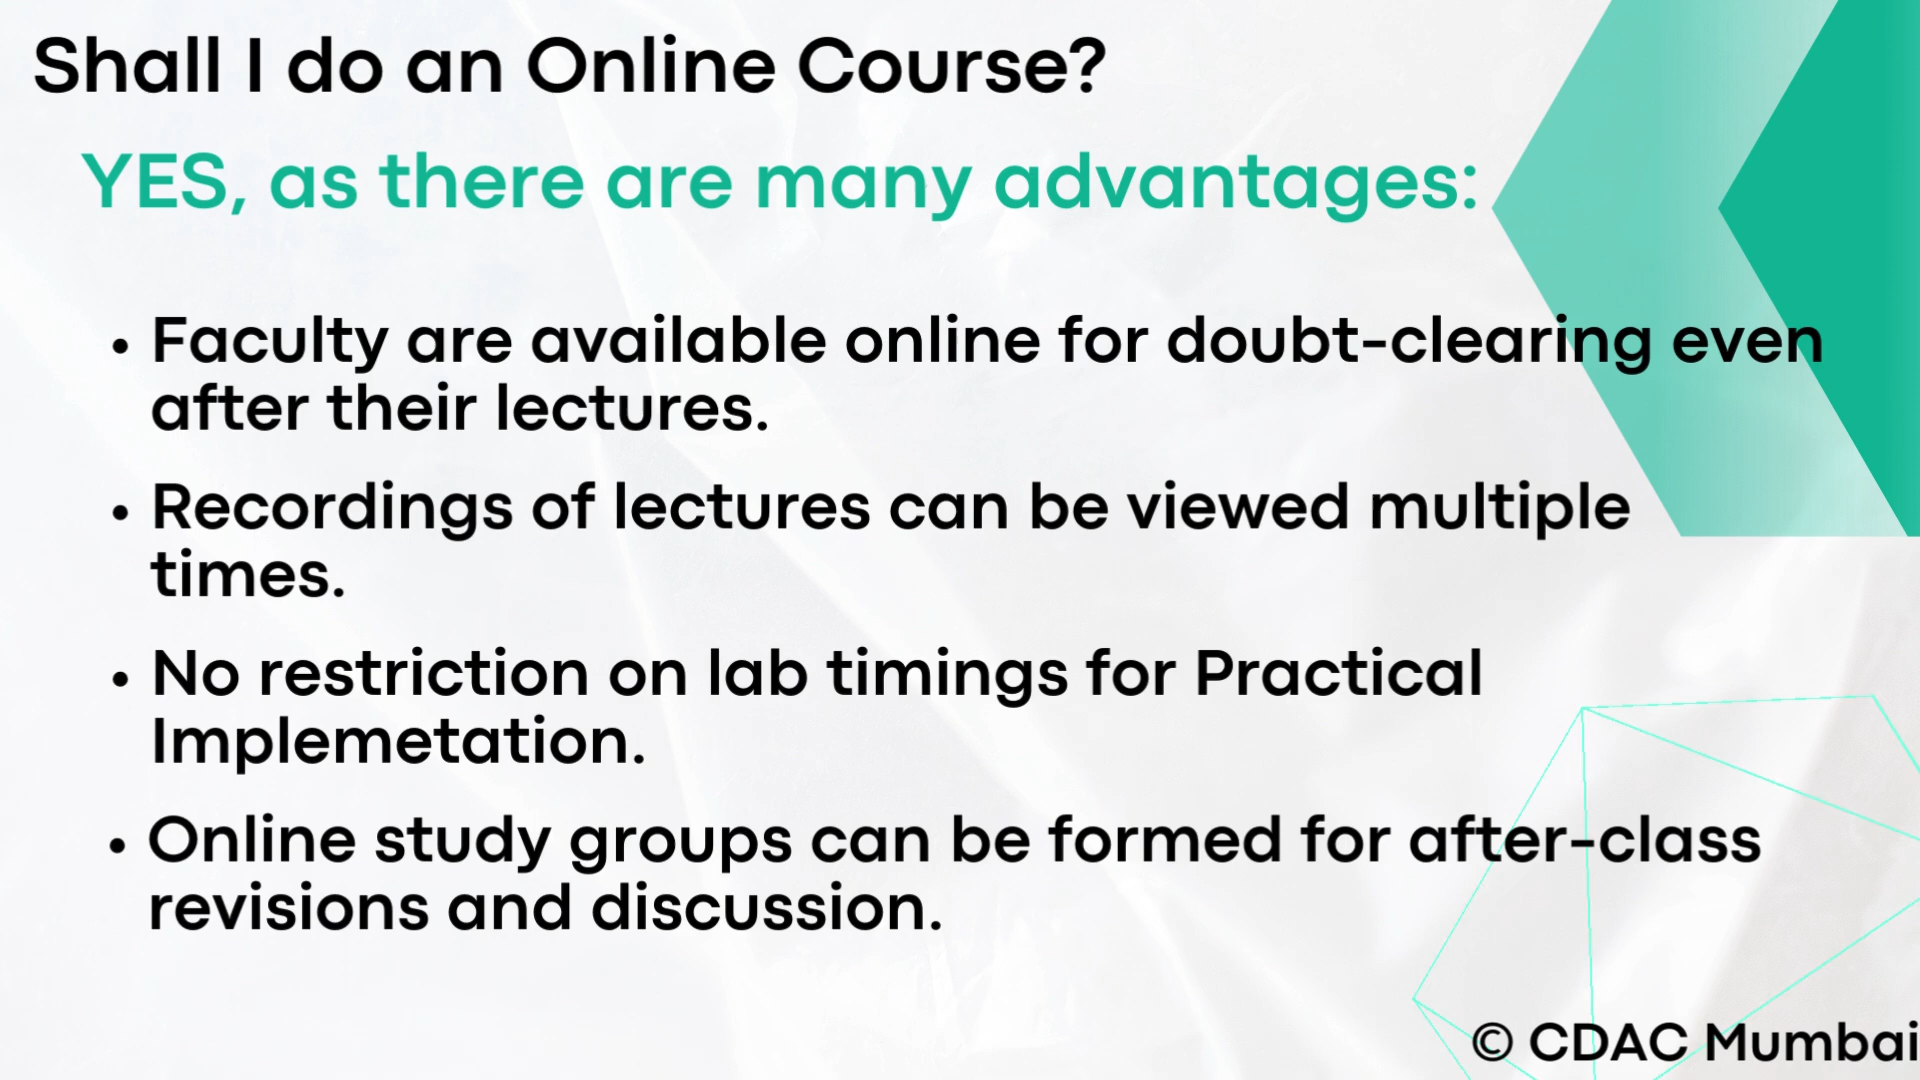 Shall I do an Online Course?
YES, as there are many advantages:
• Faculty are available online for doubt-clearing even
after their lectures.
• Recordings of lectures can be viewed multiple
times.
• No restriction on lab timings for Practical
Implemetation.
• Online study groups can be formed for after-class
revisions and discussion.
© CDAC Mumbai